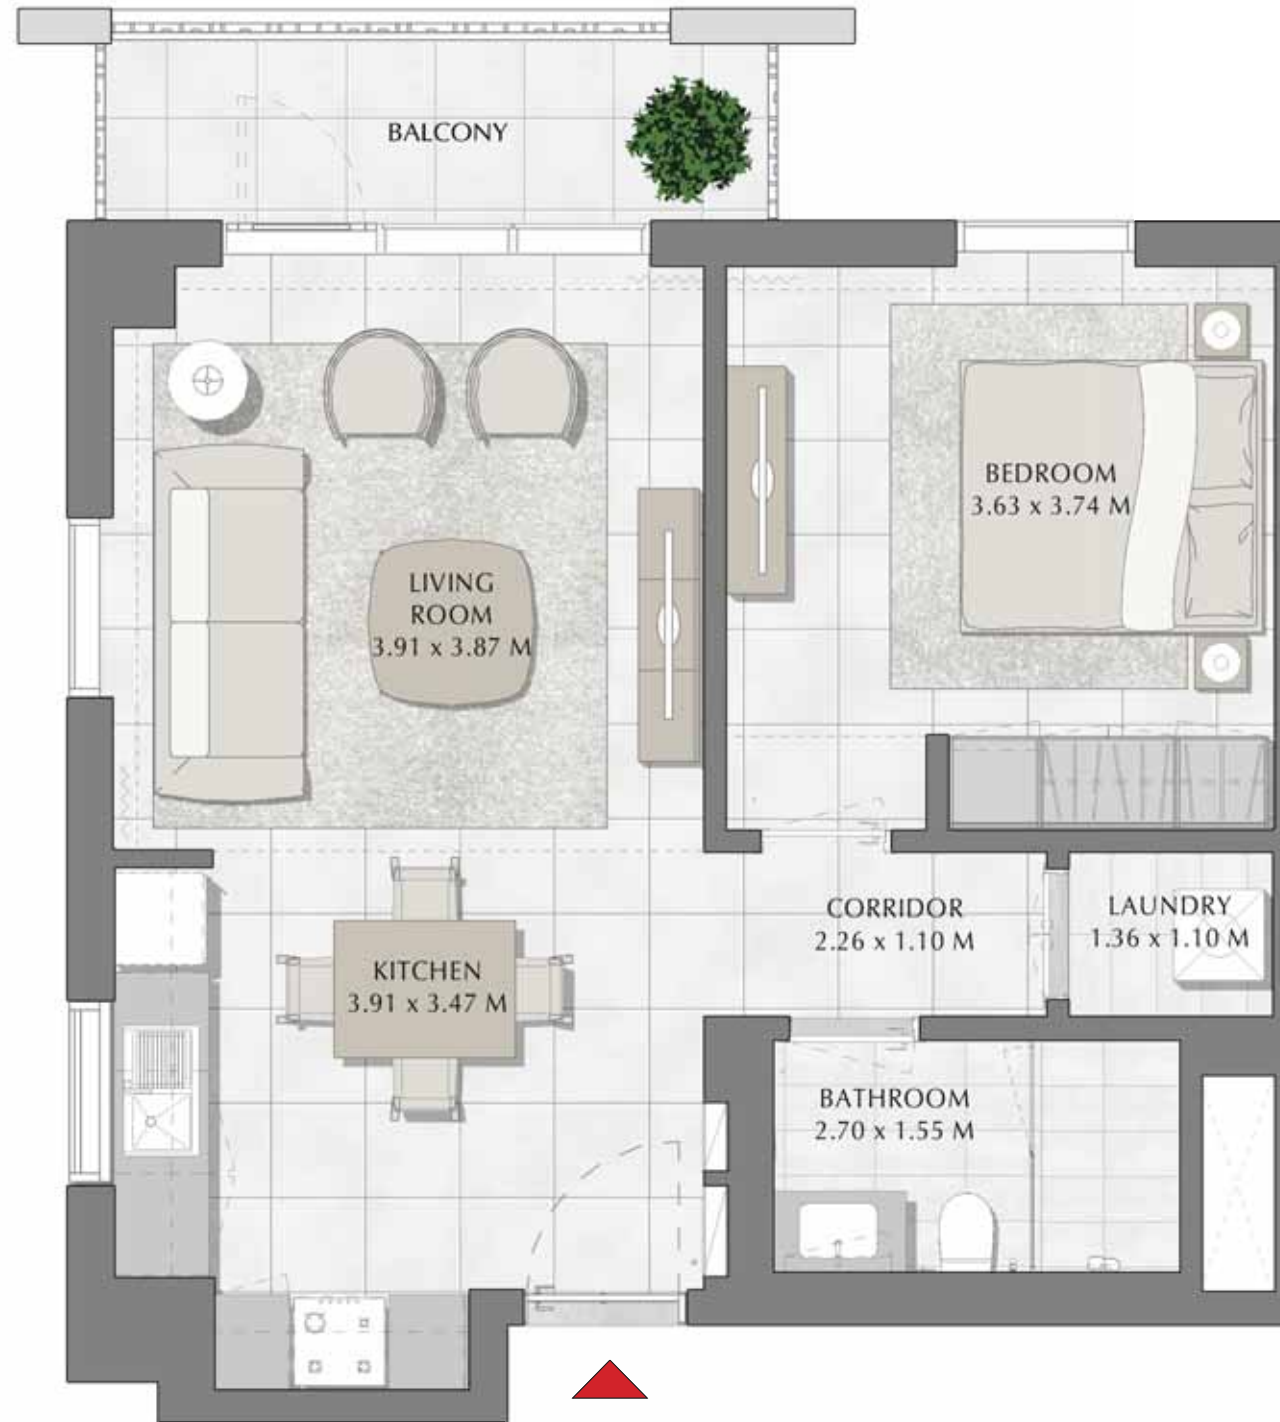 BALCONY
BEDROOM
3.63 x 3.74 M
LIVING
ROOM
3.91 x 3.87 M
CORRIDOR
2.26 x 1.10 M
LAUNDRY
1.36 x 1.10 M
KITCHEN
3.91 x 3.47 M
BATHROOM
2.70 x 1.55 M